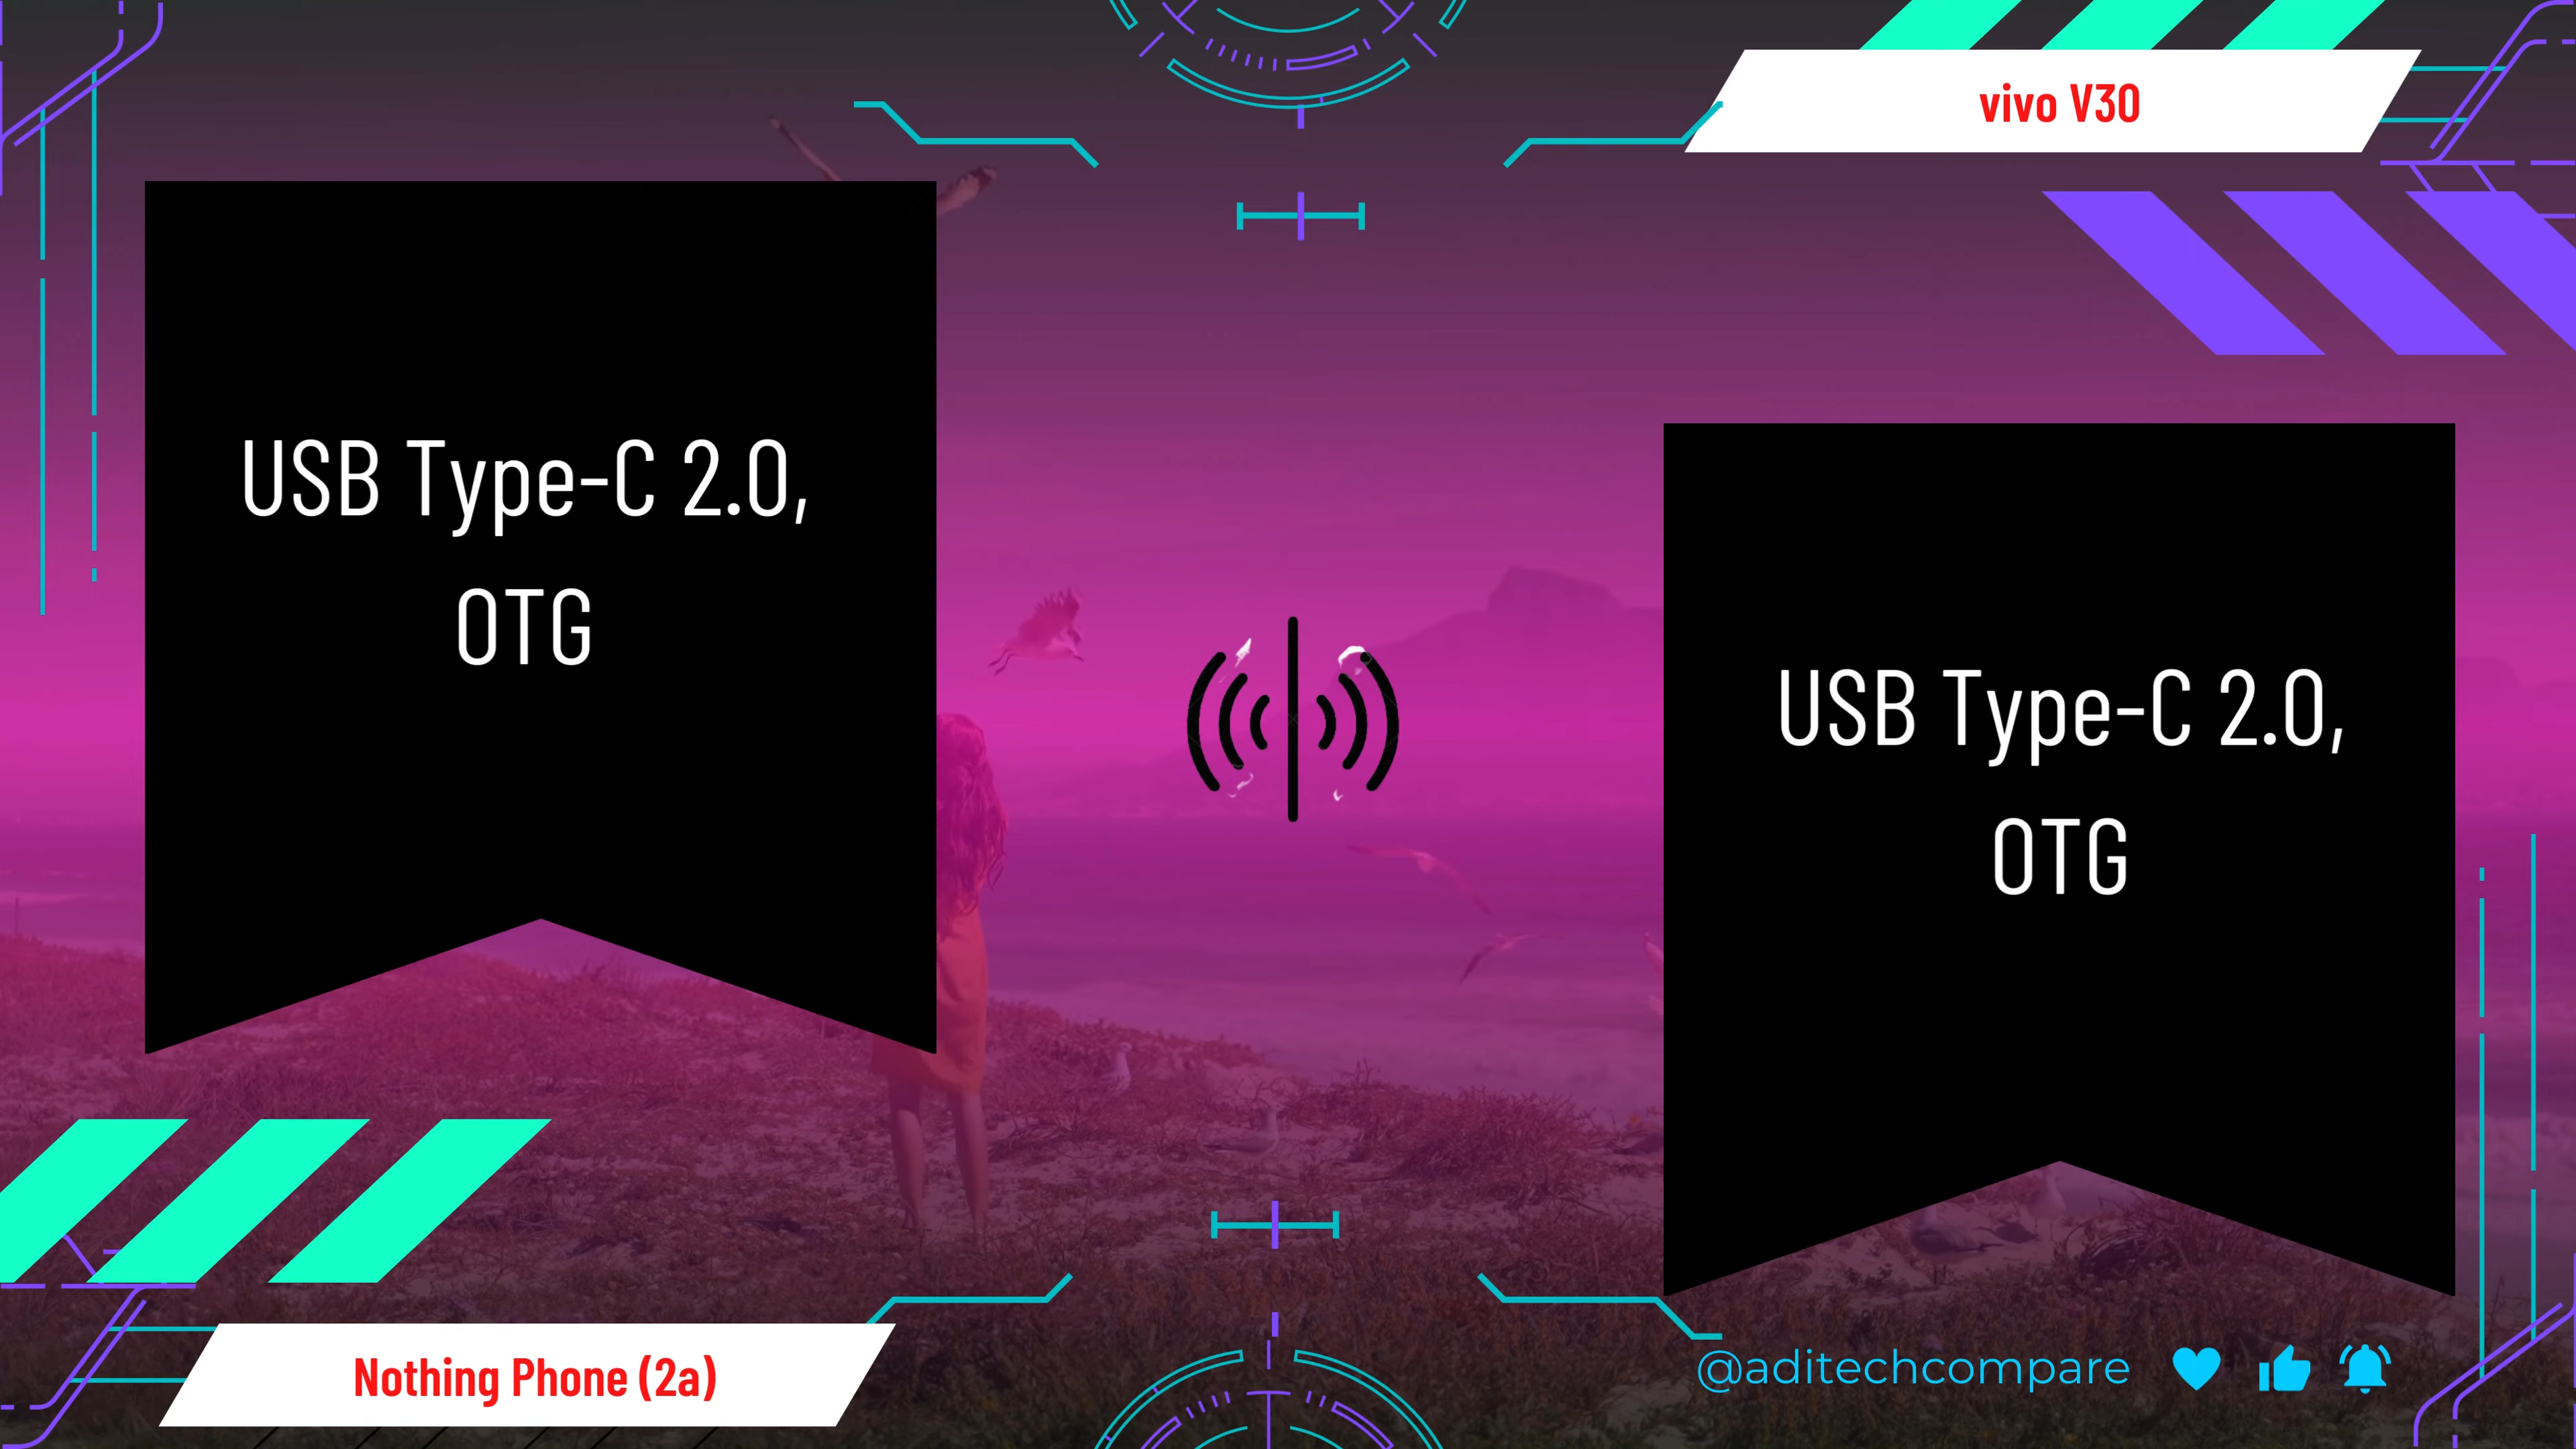 vivo V30
USB Type-C 2.0,
OTG
USB Type-C 2.0,
OTG
Nothing Phone (2a)
@aditechcompare